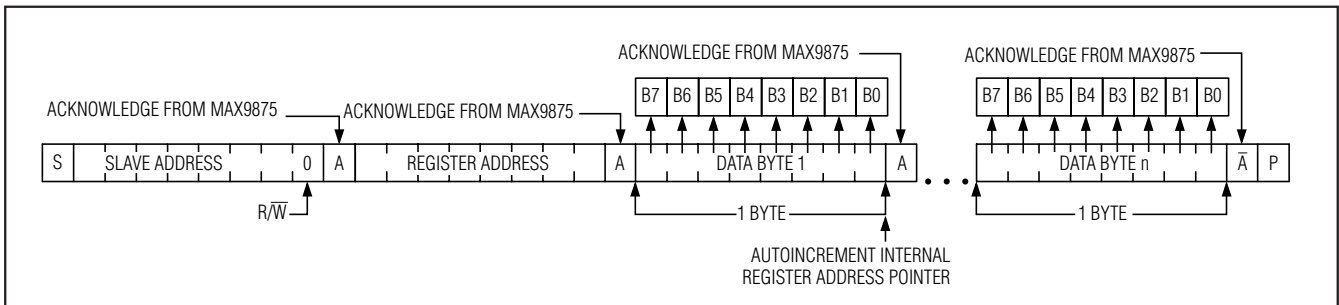 ACKNOWLEDGE FROM MAX9875
ACKNOWLEDGE FROM MAX9875
B7 B6 B5 B4 B3 B2 B1 B0
B7 B6 B5 B4 B3 B2 B1 B0
ACKNOWLEDGE FROM MAX9875
ACKNOWLEDGE FROM MAX9875
S SLAVE ADDRESS 0 A REGISTER ADDRESS A DATA BYTE 1 A • • • DATA BYTE n A̅ P
R/W̅
1 BYTE
1 BYTE
AUTOINCREMENT INTERNAL
REGISTER ADDRESS POINTER